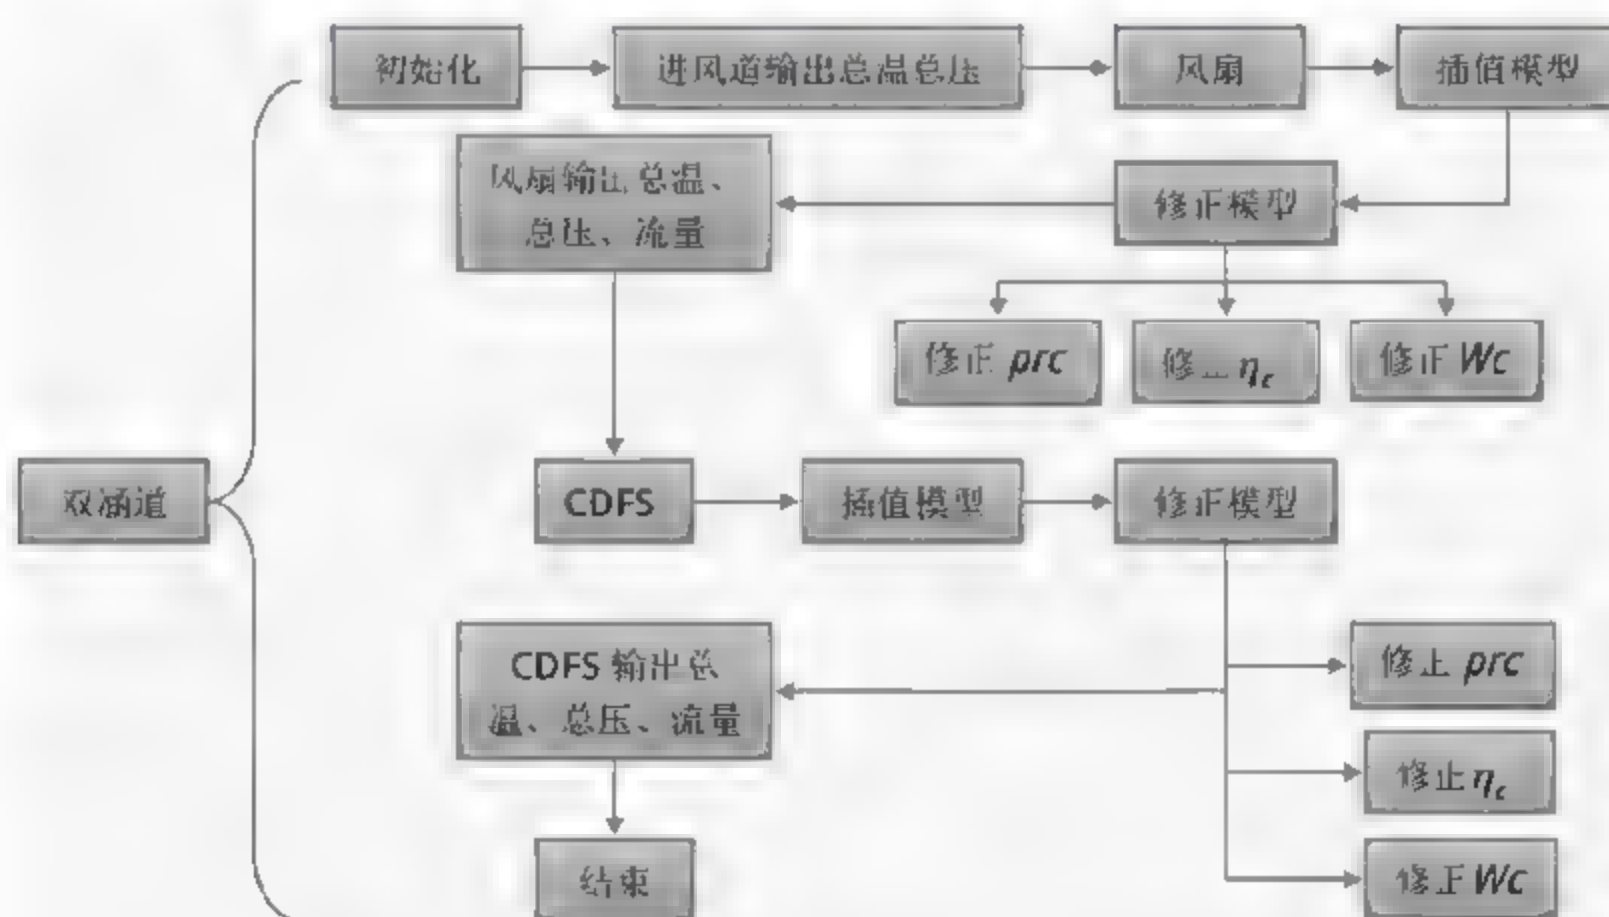 初始化
进风道输出总温总压
风扇
插值模型
风扇输出总温、
总压、流量
修正模型
修正 prc
修正 ηc
修正 Wc
双涵道
CDFS
插值模型
修正模型
CDFS 输出总
温、总压、流量
修正 prc
修正 ηc
修正 Wc
结束